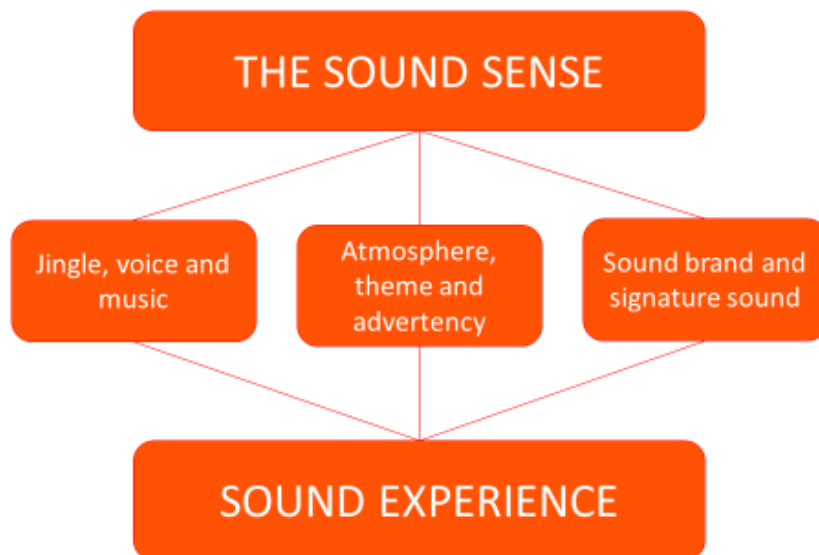 THE SOUND SENSE
Jingle, voice and
music
Atmosphere,
theme and
advertency
Sound brand and
signature sound
SOUND EXPERIENCE